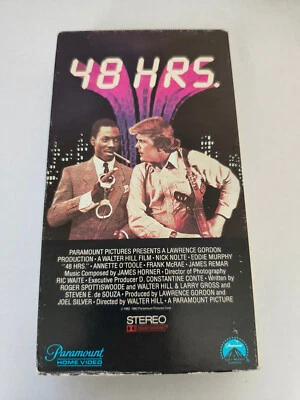 48 HRS.
PARAMOUNT PICTURES PRESENTS A LAWRENCE GORDON
PRODUCTION • A WALTER HILL FILM • NICK NOLTE • EDDIE MURPHY
"48 HRS." • ANNETTE O'TOOLE • FRANK McRAE • JAMES REMAR
Music Composed by JAMES HORNER • Director of Photography
RIC WAITE • Executive Producer D. CONSTANTINE CONTE • Written by
ROGER SPOTTISWOODE and WALTER HILL & LARRY GROSS and
STEVEN E. de SOUZA • Produced by LAWRENCE GORDON and
JOEL SILVER • Directed by WALTER HILL • A PARAMOUNT PICTURE
STEREO
Paramount
HOME VIDEO
Paramount